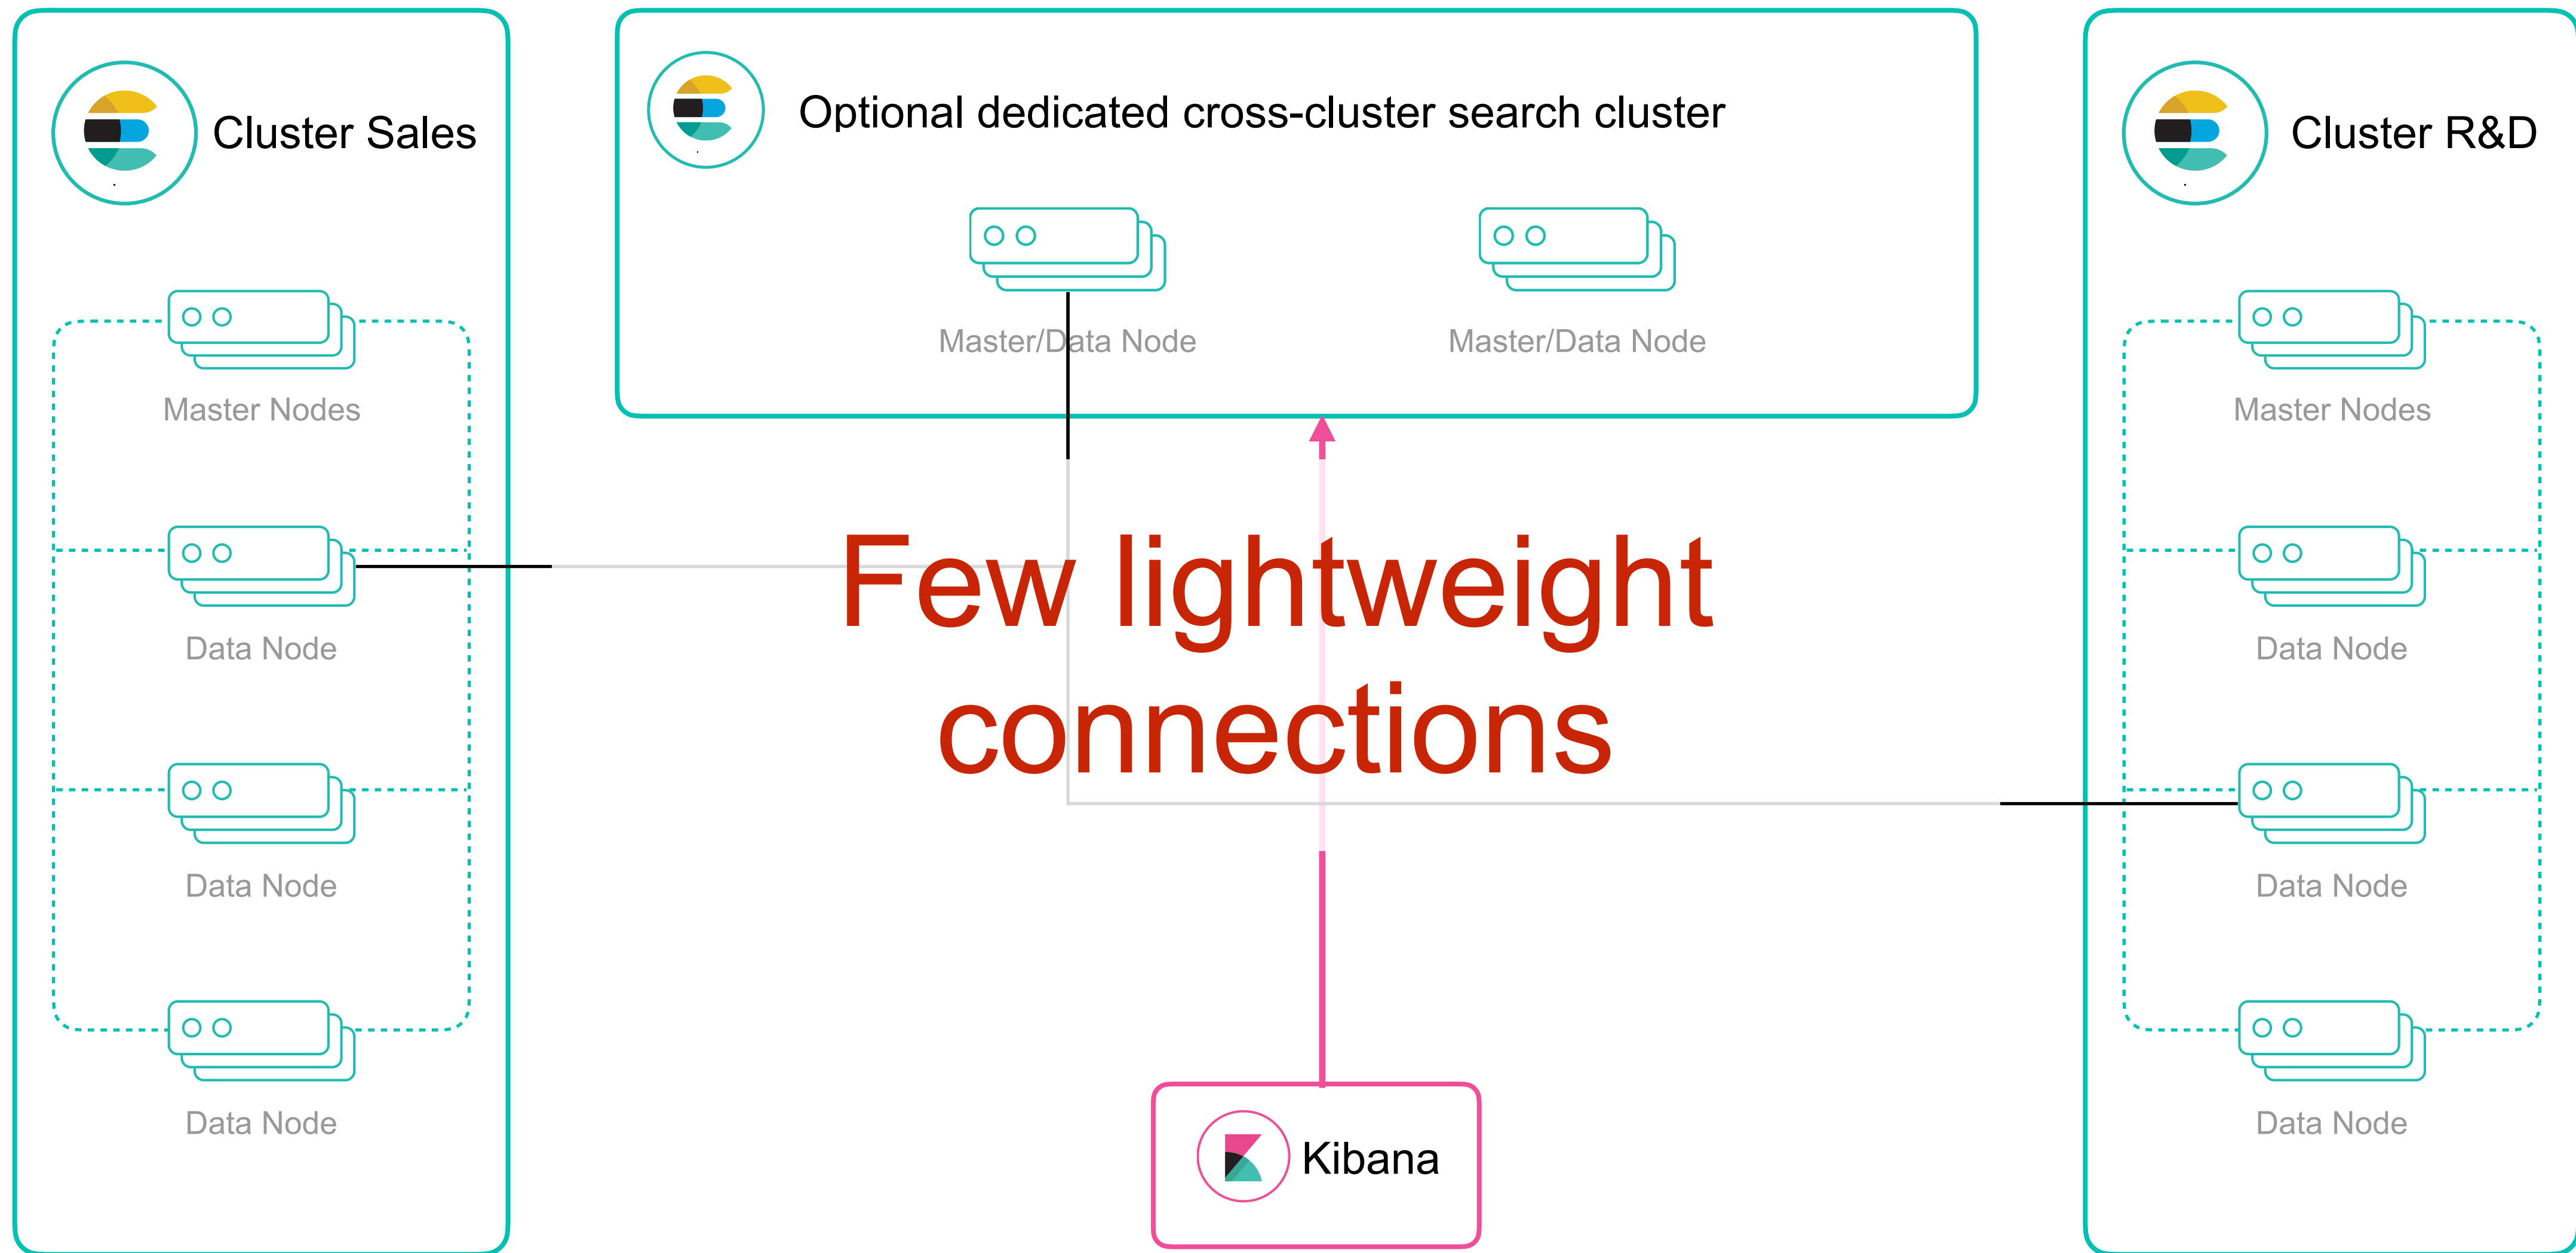 Cluster Sales
Master Nodes
Data Node
Data Node
Data Node
Optional dedicated cross-cluster search cluster
Master/Data Node
Master/Data Node
Few lightweight
connections
Kibana
Cluster R&D
Master Nodes
Data Node
Data Node
Data Node